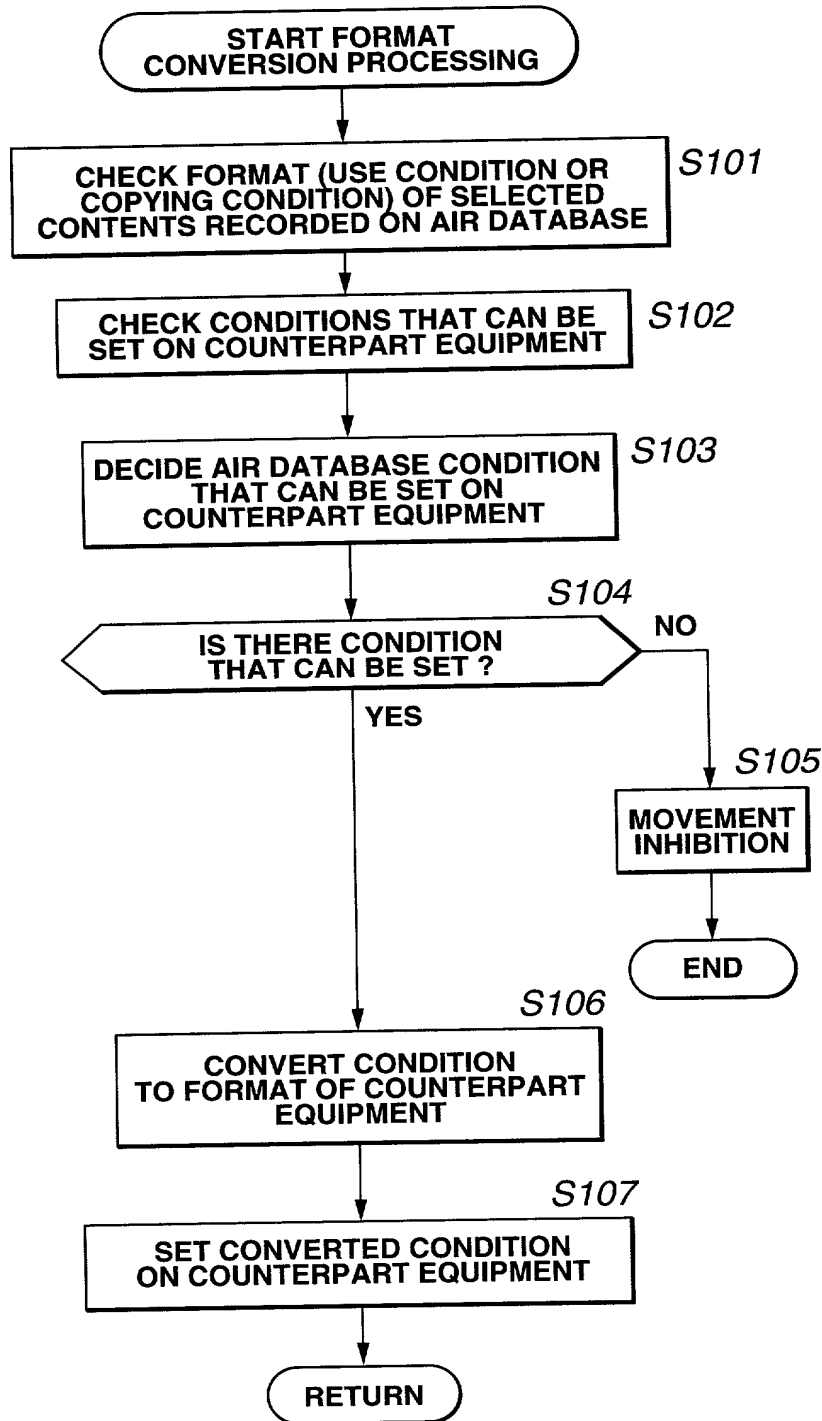 START FORMAT
CONVERSION PROCESSING
S101
CHECK FORMAT (USE CONDITION OR
COPYING CONDITION) OF SELECTED
CONTENTS RECORDED ON AIR DATABASE
S102
CHECK CONDITIONS THAT CAN BE
SET ON COUNTERPART EQUIPMENT
S103
DECIDE AIR DATABASE CONDITION
THAT CAN BE SET ON
COUNTERPART EQUIPMENT
S104
IS THERE CONDITION
THAT CAN BE SET ?
NO
YES
S105
MOVEMENT
INHIBITION
END
S106
CONVERT CONDITION
TO FORMAT OF COUNTERPART
EQUIPMENT
S107
SET CONVERTED CONDITION
ON COUNTERPART EQUIPMENT
RETURN